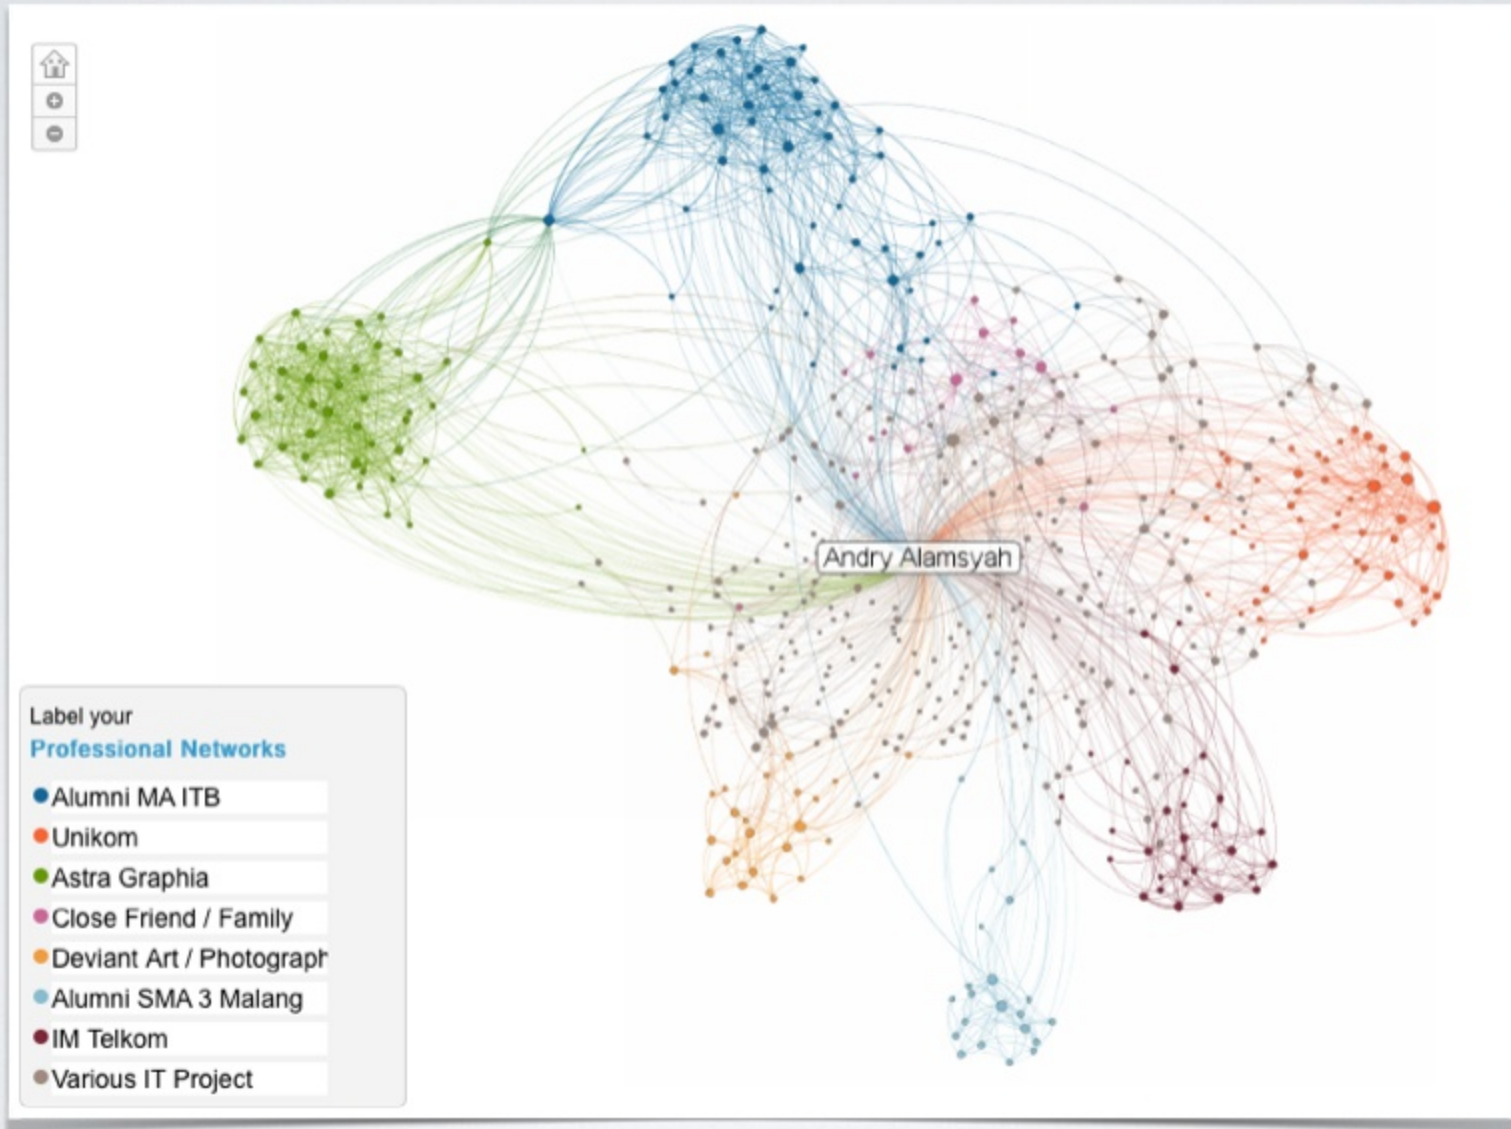 Andry Alamsyah
Label your
Professional Networks
Alumni MA ITB
Unikom
Astra Graphia
Close Friend / Family
Deviant Art / Photograph
Alumni SMA 3 Malang
IM Telkom
Various IT Project